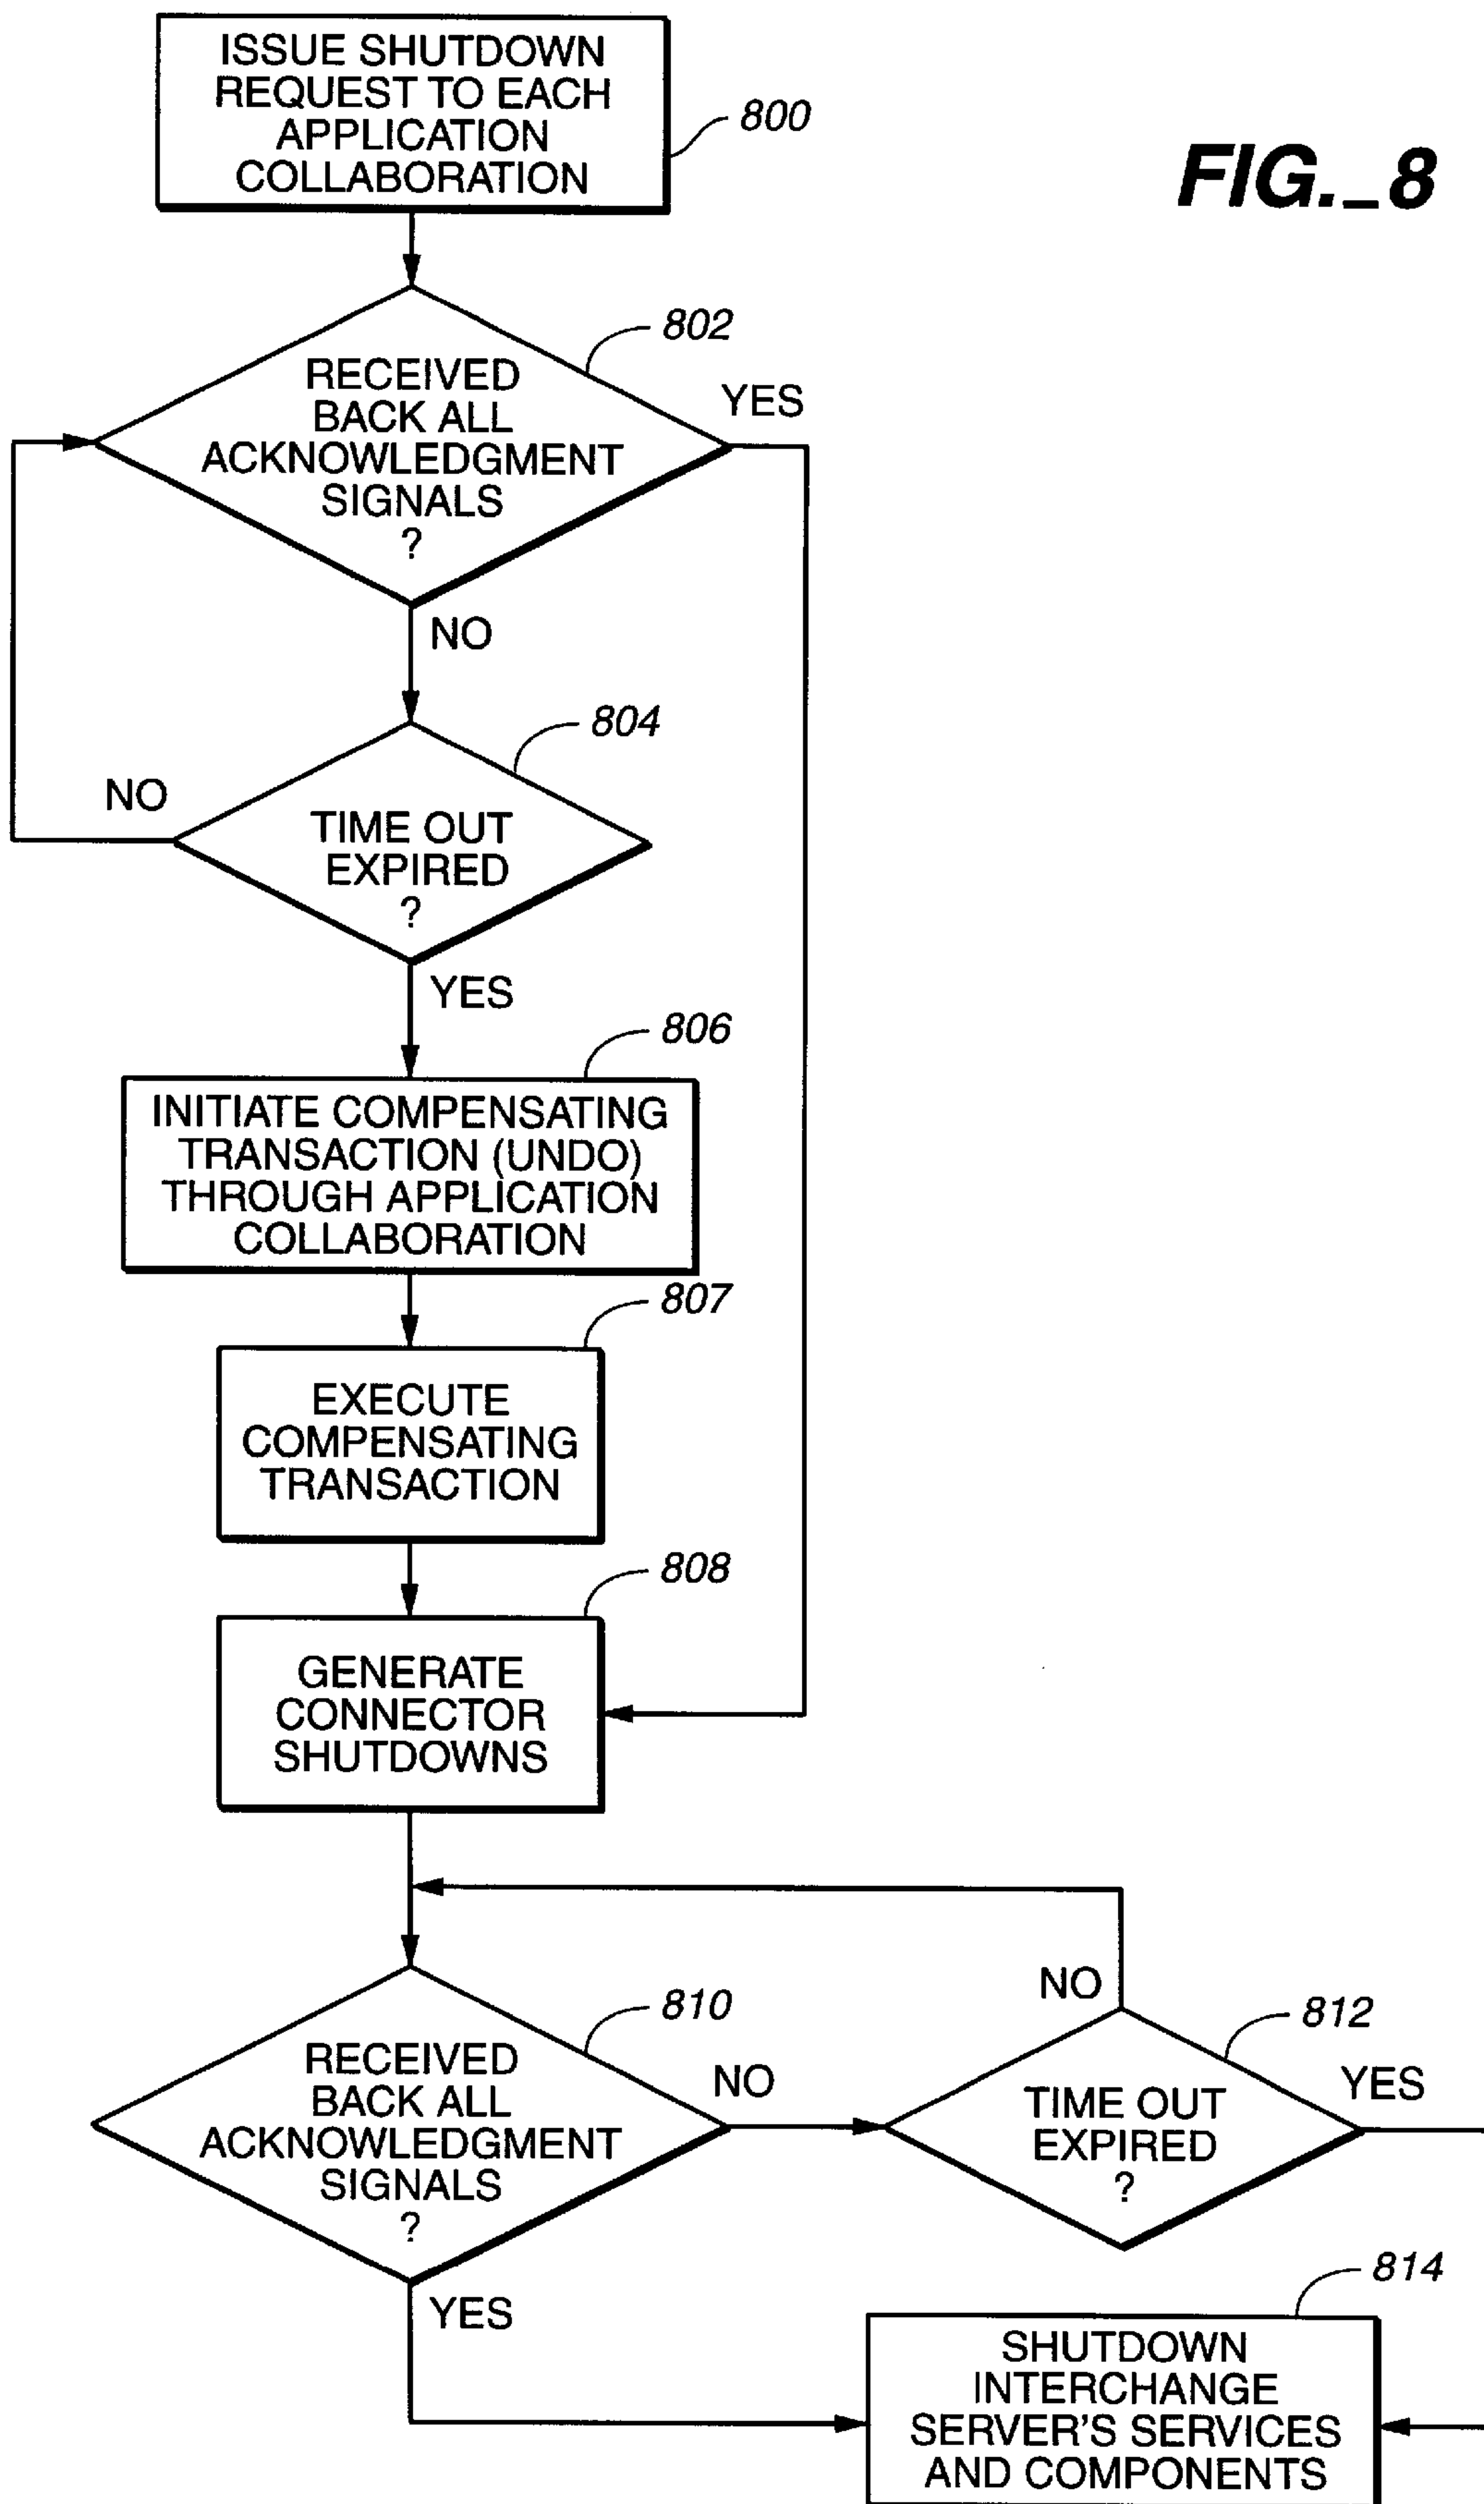 ISSUE SHUTDOWN
REQUEST TO EACH
APPLICATION
COLLABORATION
800
FIG._8
802
RECEIVED
BACK ALL
ACKNOWLEDGMENT
SIGNALS
?
YES
NO
804
NO
TIME OUT
EXPIRED
?
YES
806
INITIATE COMPENSATING
TRANSACTION (UNDO)
THROUGH APPLICATION
COLLABORATION
807
EXECUTE
COMPENSATING
TRANSACTION
808
GENERATE
CONNECTOR
SHUTDOWNS
810
RECEIVED
BACK ALL
ACKNOWLEDGMENT
SIGNALS
?
NO
NO
812
TIME OUT
EXPIRED
?
YES
YES
814
SHUTDOWN
INTERCHANGE
SERVER'S SERVICES
AND COMPONENTS